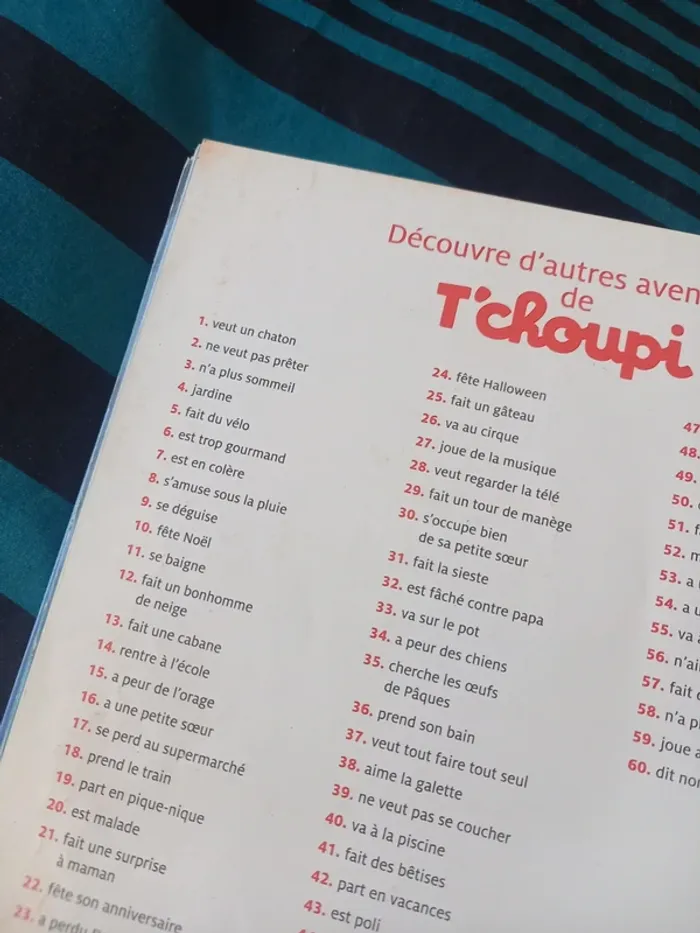 Découvre d'autres
de
T'choupi
1. veut un chaton
2. ne veut pas prêter
3. n'a plus sommeil
4. jardine
5. fait du vélo
6. est trop gourmand
7. est en colère
8. s'amuse sous la pluie
9. se déguise
10. fête Noël
11. se baigne
12. fait un bonhomme
de neige
13. fait une cabane
14. rentre à l'école
15. a peur de l'orage
16. a une petite sœur
17. se perd au supermarché
18. prend le train
19. part en pique-nique
20. est malade
21. fait une surprise
à maman
22. fête son anniversaire
23. a perdu
24. fête Halloween
25. fait un gâteau
26. va au cirque
27. joue de la musique
28. veut regarder la télé
29. fait un tour de manège
30. s'occupe bien
de sa petite sœur
31. fait la sieste
32. est fâché contre papa
33. va sur le pot
34. a peur des chiens
35. cherche les œufs
de Pâques
36. prend son bain
37. veut tout faire tout seul
38. aime la galette
39. ne veut pas se coucher
40. va à la piscine
41. fait des bêtises
42. part en vacances
43. est poli
47
48.
49.
50.
51.
52.
53. a
54. a
55. va
56.
57. fait
58. n'a
59. joue
60. dit